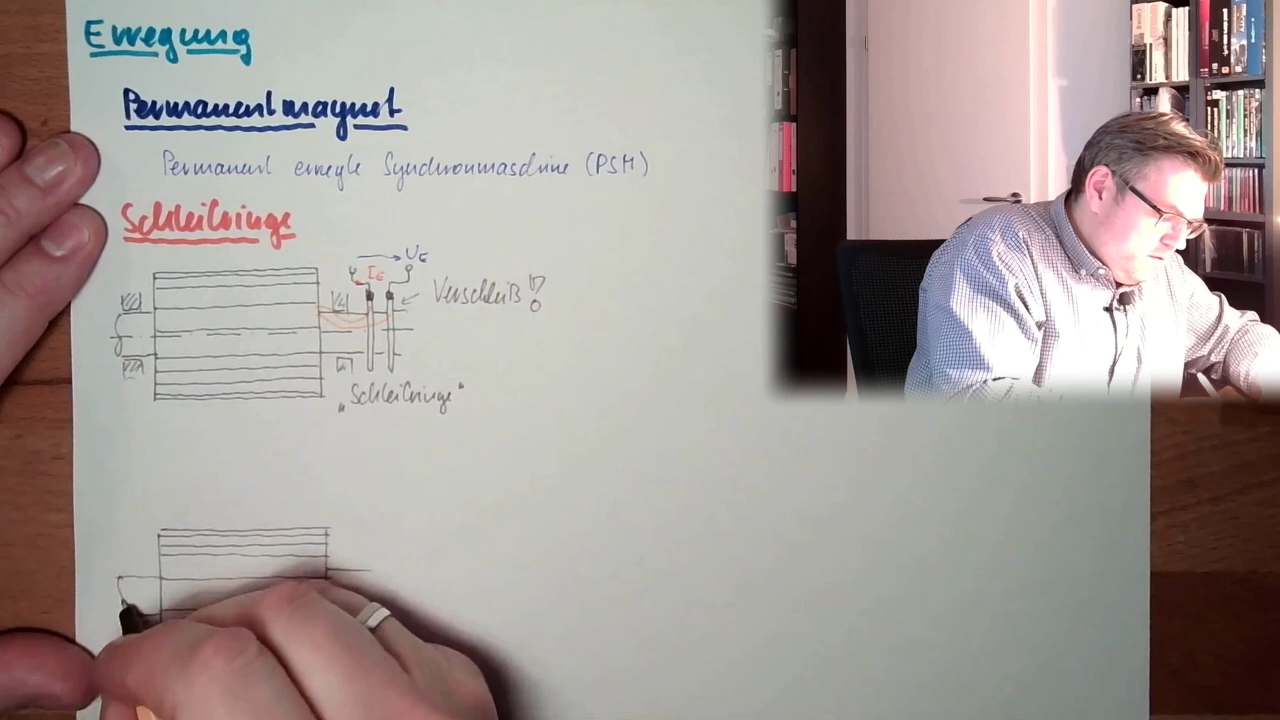 Erregung
Permanentmagnet
Permanent erregte Synchronmaschine (PSM)
Schleifringe
U_E
I_E
Verschleiß !?
„Schleifringe“